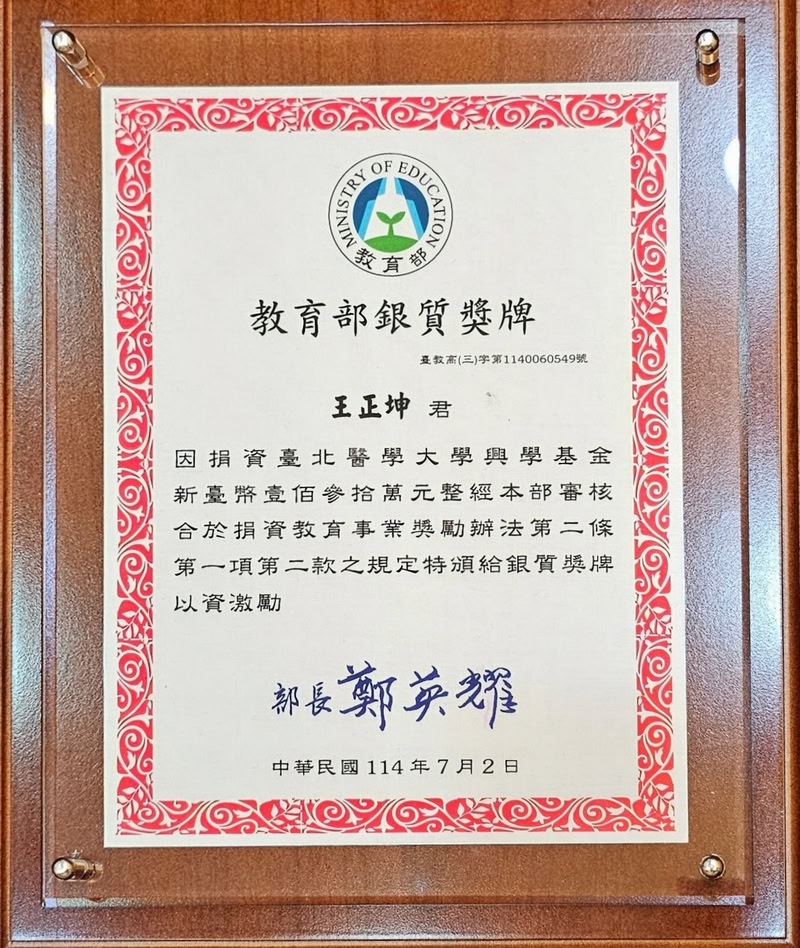 MINISTRY OF EDUCATION
教育部
教育部銀質獎牌
臺教高(三)字第1140060549號
王正坤 君
因捐資臺北醫學大學興學基金
新臺幣壹佰參拾萬元整經本部審核
合於捐資教育事業獎勵辦法第二條
第一項第二款之規定特頒給銀質獎牌
以資激勵
部長鄭英耀
中華民國114年7月2日